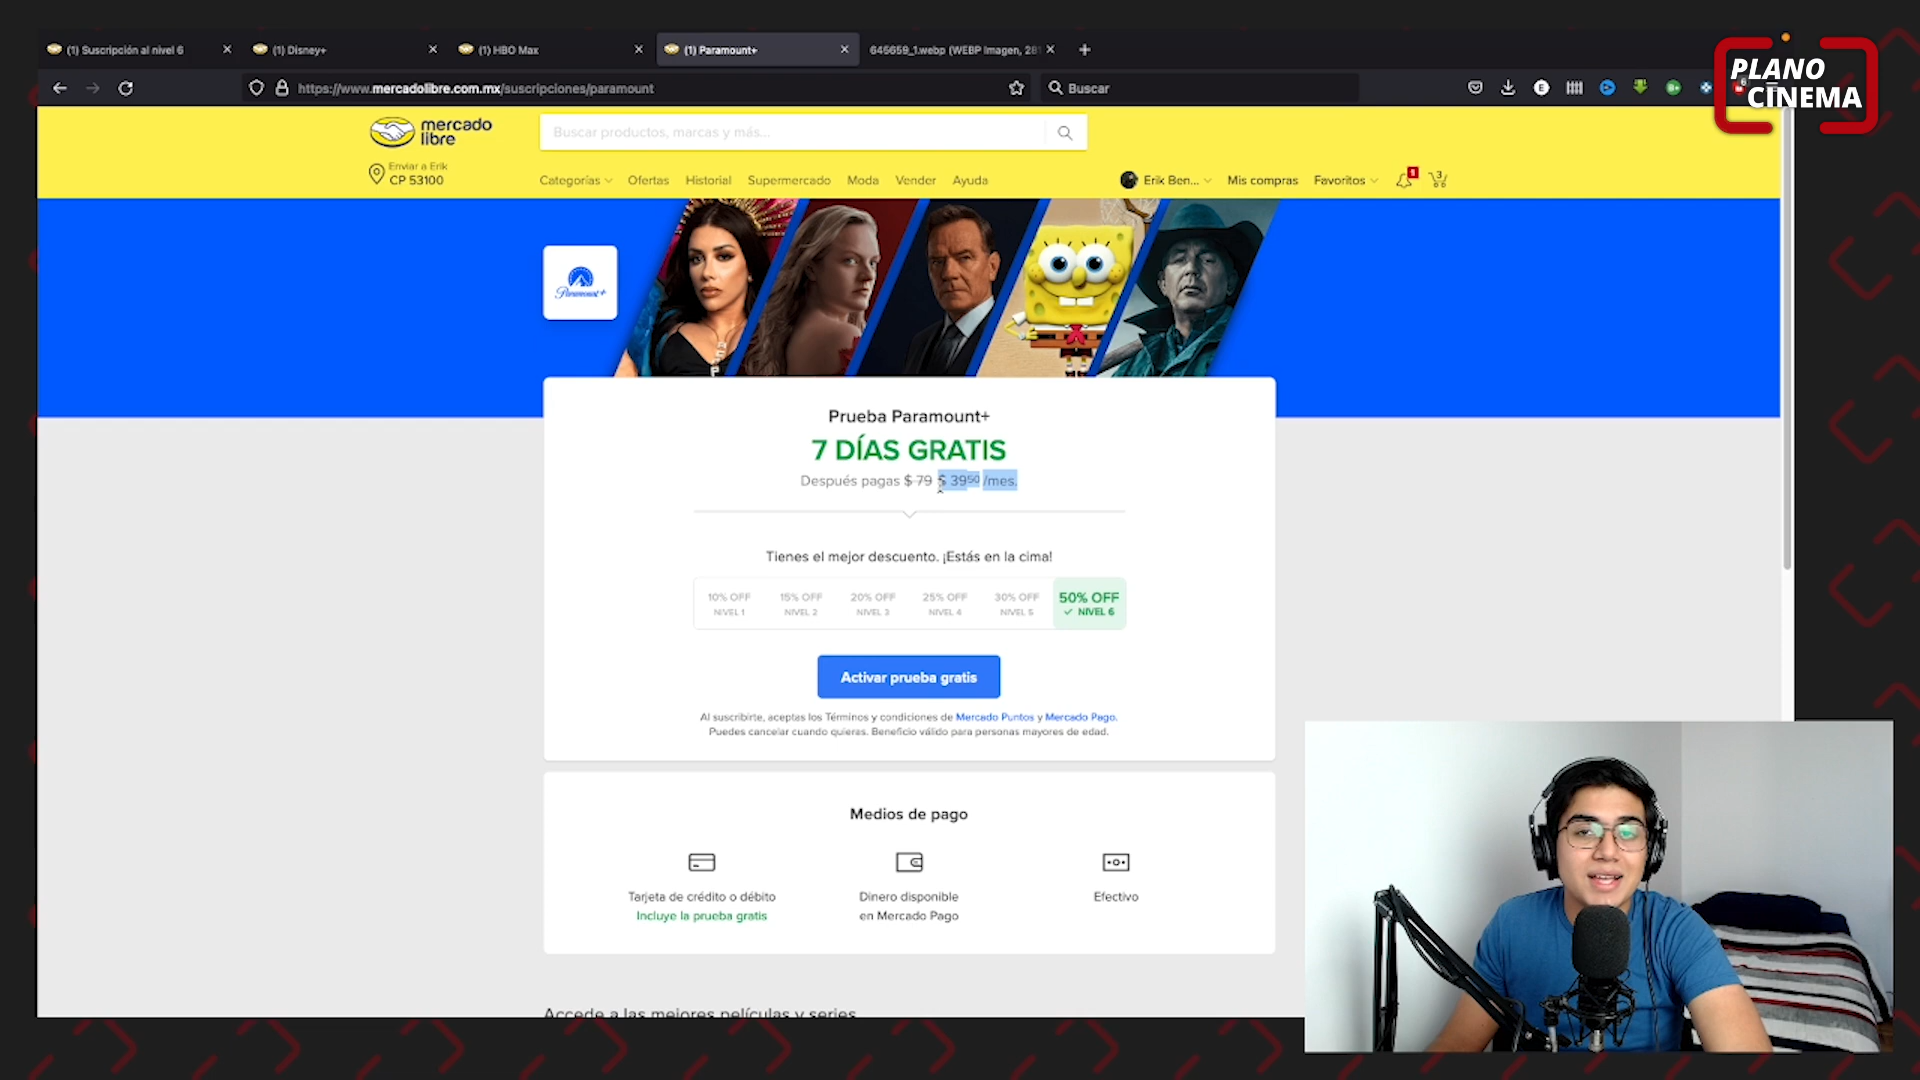 (1) Suscripción al nivel 6
(1) Disney+
(1) HBO Max
(1) Paramount+
645659_1.webp (WEBP Imagen, 281
https://www.mercadolibre.com.mx/suscripciones/paramount
Buscar
PLANO
CINEMA
mercado
libre
Buscar productos, marcas y más...
Enviar a Erik
CP 53100
Categorías
Ofertas
Historial
Supermercado
Moda
Vender
Ayuda
Erik Ben...
Mis compras
Favoritos
3
Paramount+
Prueba Paramount+
7 DÍAS GRATIS
Después pagas $ 79 $ 3950 /mes.
Tienes el mejor descuento. ¡Estás en la cima!
10% OFF 15% OFF 20% OFF 25% OFF 30% OFF 50% OFF
NIVEL 1 NIVEL 2 NIVEL 3 NIVEL 4 NIVEL 5 NIVEL 6
Activar prueba gratis
Al suscribirte, aceptas los Términos y condiciones de Mercado Puntos y Mercado Pago.
Puedes cancelar cuando quieras. Beneficio válido para personas mayores de edad.
Medios de pago
Tarjeta de crédito o débito
Incluye la prueba gratis
Dinero disponible
en Mercado Pago
Efectivo
Accede a las mejores películas y series